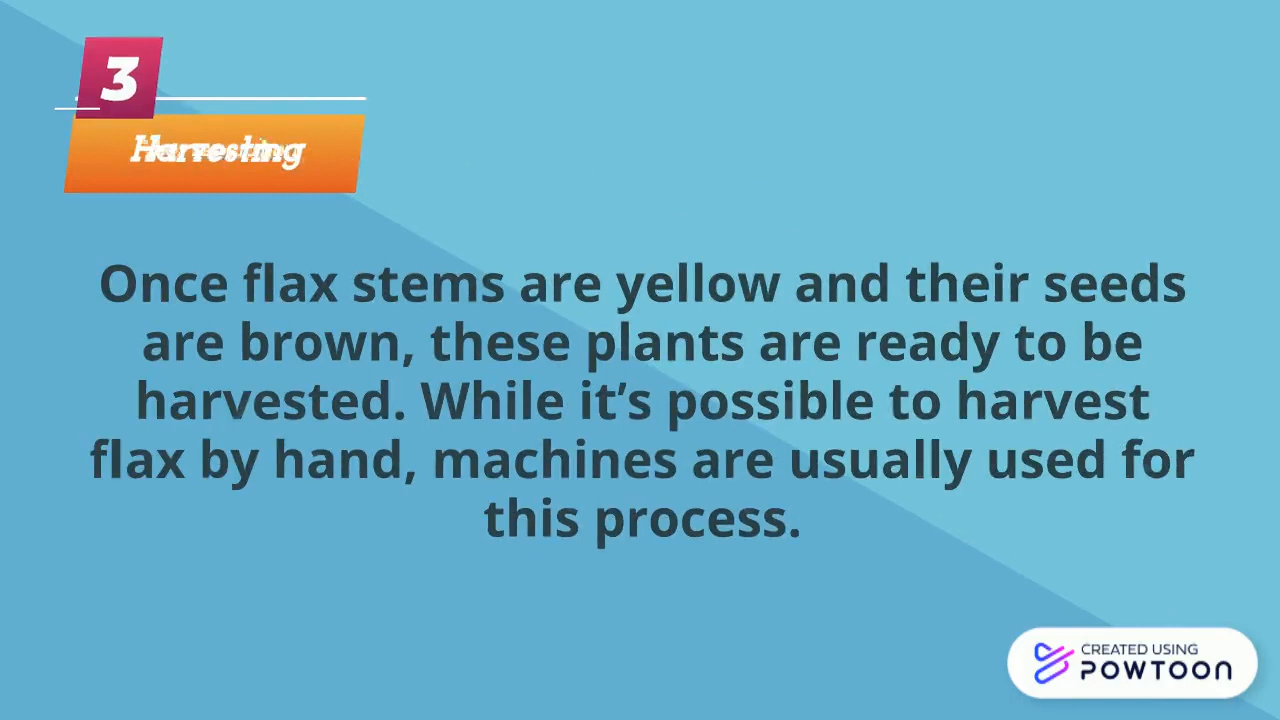 3
Harvesting
Once flax stems are yellow and their seeds
are brown, these plants are ready to be
harvested. While it’s possible to harvest
flax by hand, machines are usually used for
this process.
CREATED USING
POWTOON